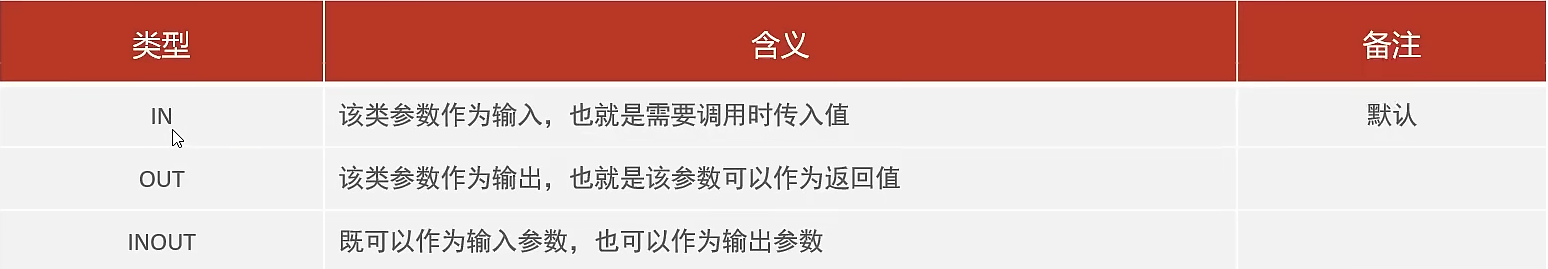 类型 含义 备注
IN 该类参数作为输入，也就是需要调用时传入值 默认
OUT 该类参数作为输出，也就是该参数可以作为返回值
INOUT 既可以作为输入参数，也可以作为输出参数